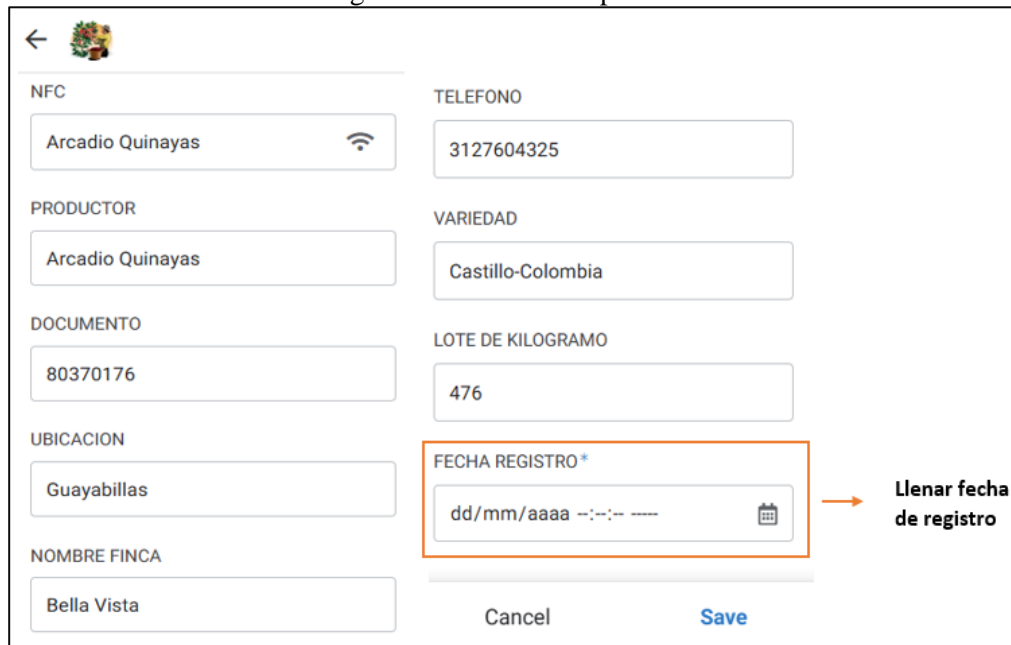 NFC
Arcadio Quinayas
PRODUCTOR
Arcadio Quinayas
DOCUMENTO
80370176
UBICACION
Guayabillas
NOMBRE FINCA
Bella Vista
TELEFONO
3127604325
VARIEDAD
Castillo-Colombia
LOTE DE KILOGRAMO
476
FECHA REGISTRO*
dd/mm/aaaa --:--:-- -----
Llenar fecha
de registro
Cancel
Save